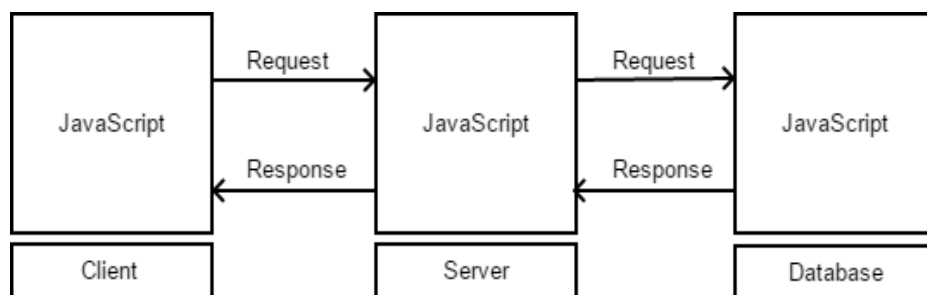 Request
Request
JavaScript
JavaScript
JavaScript
Response
Response
Client
Server
Database